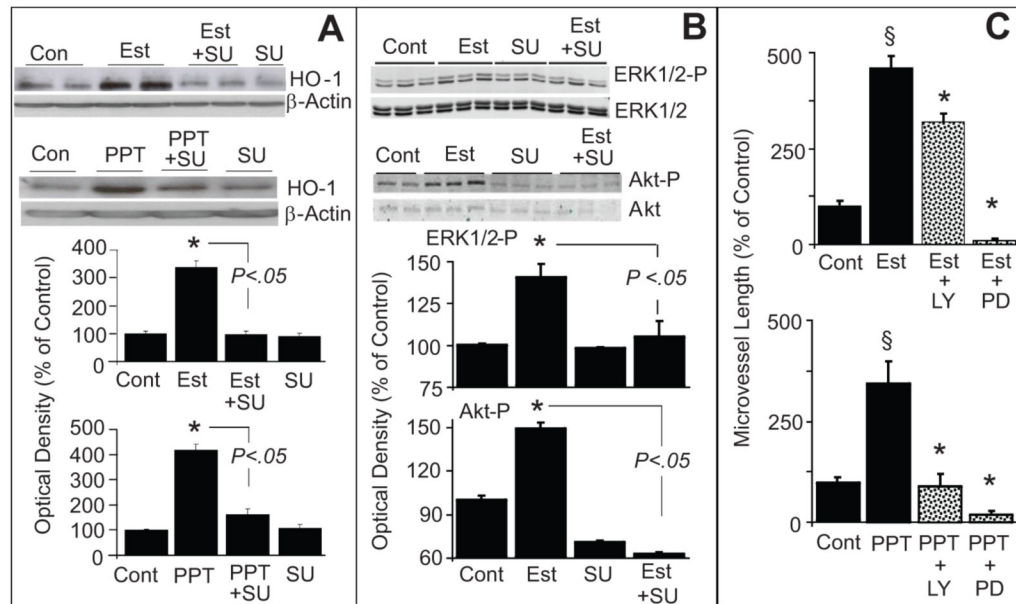 A
Con Est Est +SU SU
HO-1
β-Actin
Con PPT PPT +SU SU
HO-1
β-Actin
Optical Density (% of Control)
400
300
200
100
0
*
P<.05
Cont Est Est +SU SU
500
400
300
200
100
0
*
P<.05
Cont PPT PPT +SU SU
B
Cont Est SU Est +SU
ERK1/2-P
ERK1/2
Cont Est SU Est +SU
Akt-P
Akt
Optical Density (% of Control)
ERK1/2-P
150
125
100
75
*
P<.05
Akt-P
150
120
90
60
*
P<.05
Cont Est SU Est +SU
C
Microvessel Length (% of Control)
500
250
0
§
*
*
Cont Est Est + LY Est + PD
500
250
0
§
*
*
Cont PPT PPT + LY PPT + PD